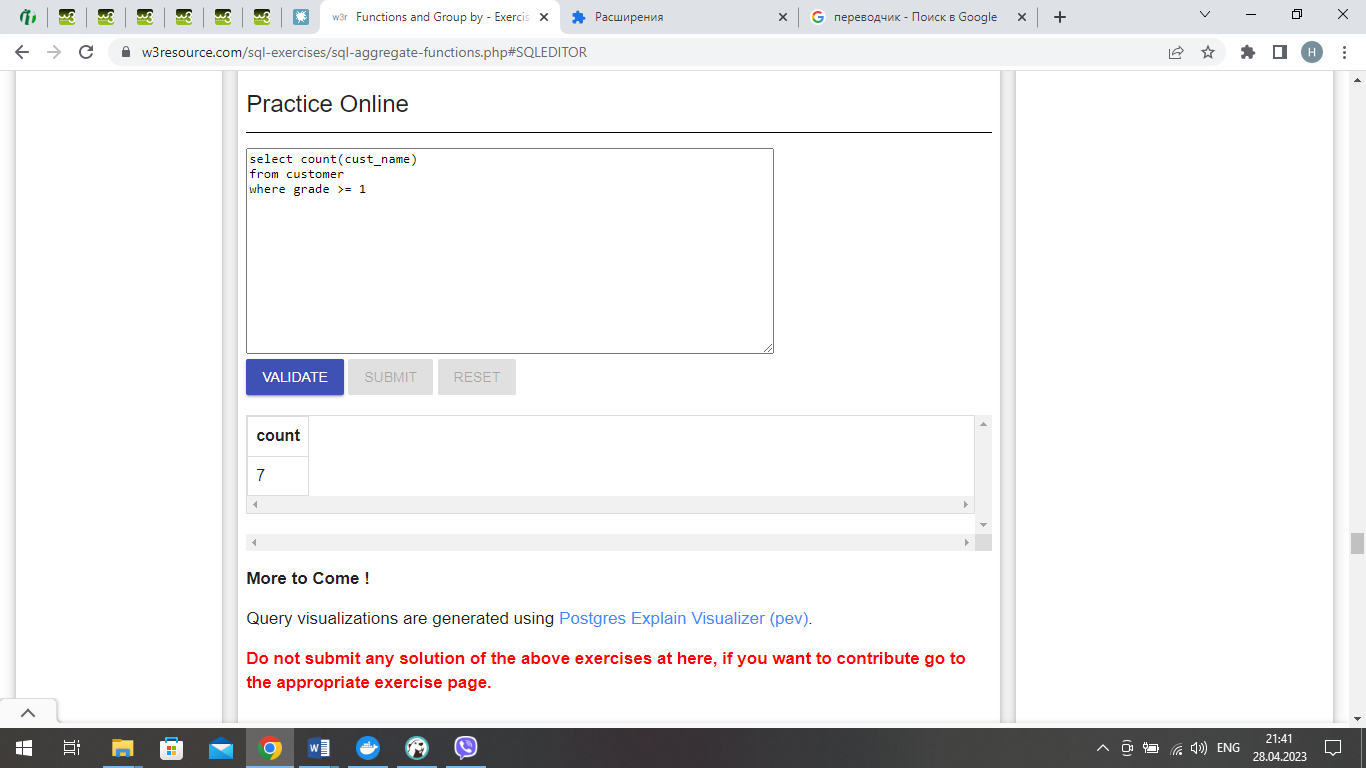 w3r Functions and Group by - Exercis
Расширения
переводчик - Поиск в Google
w3resource.com/sql-exercises/sql-aggregate-functions.php#SQLEDITOR
H
Practice Online
select count(cust_name)
from customer
where grade >= 1
VALIDATE
SUBMIT
RESET
count
7
More to Come !
Query visualizations are generated using Postgres Explain Visualizer (pev).
Do not submit any solution of the above exercises at here, if you want to contribute go to
the appropriate exercise page.
ENG
21:41
28.04.2023